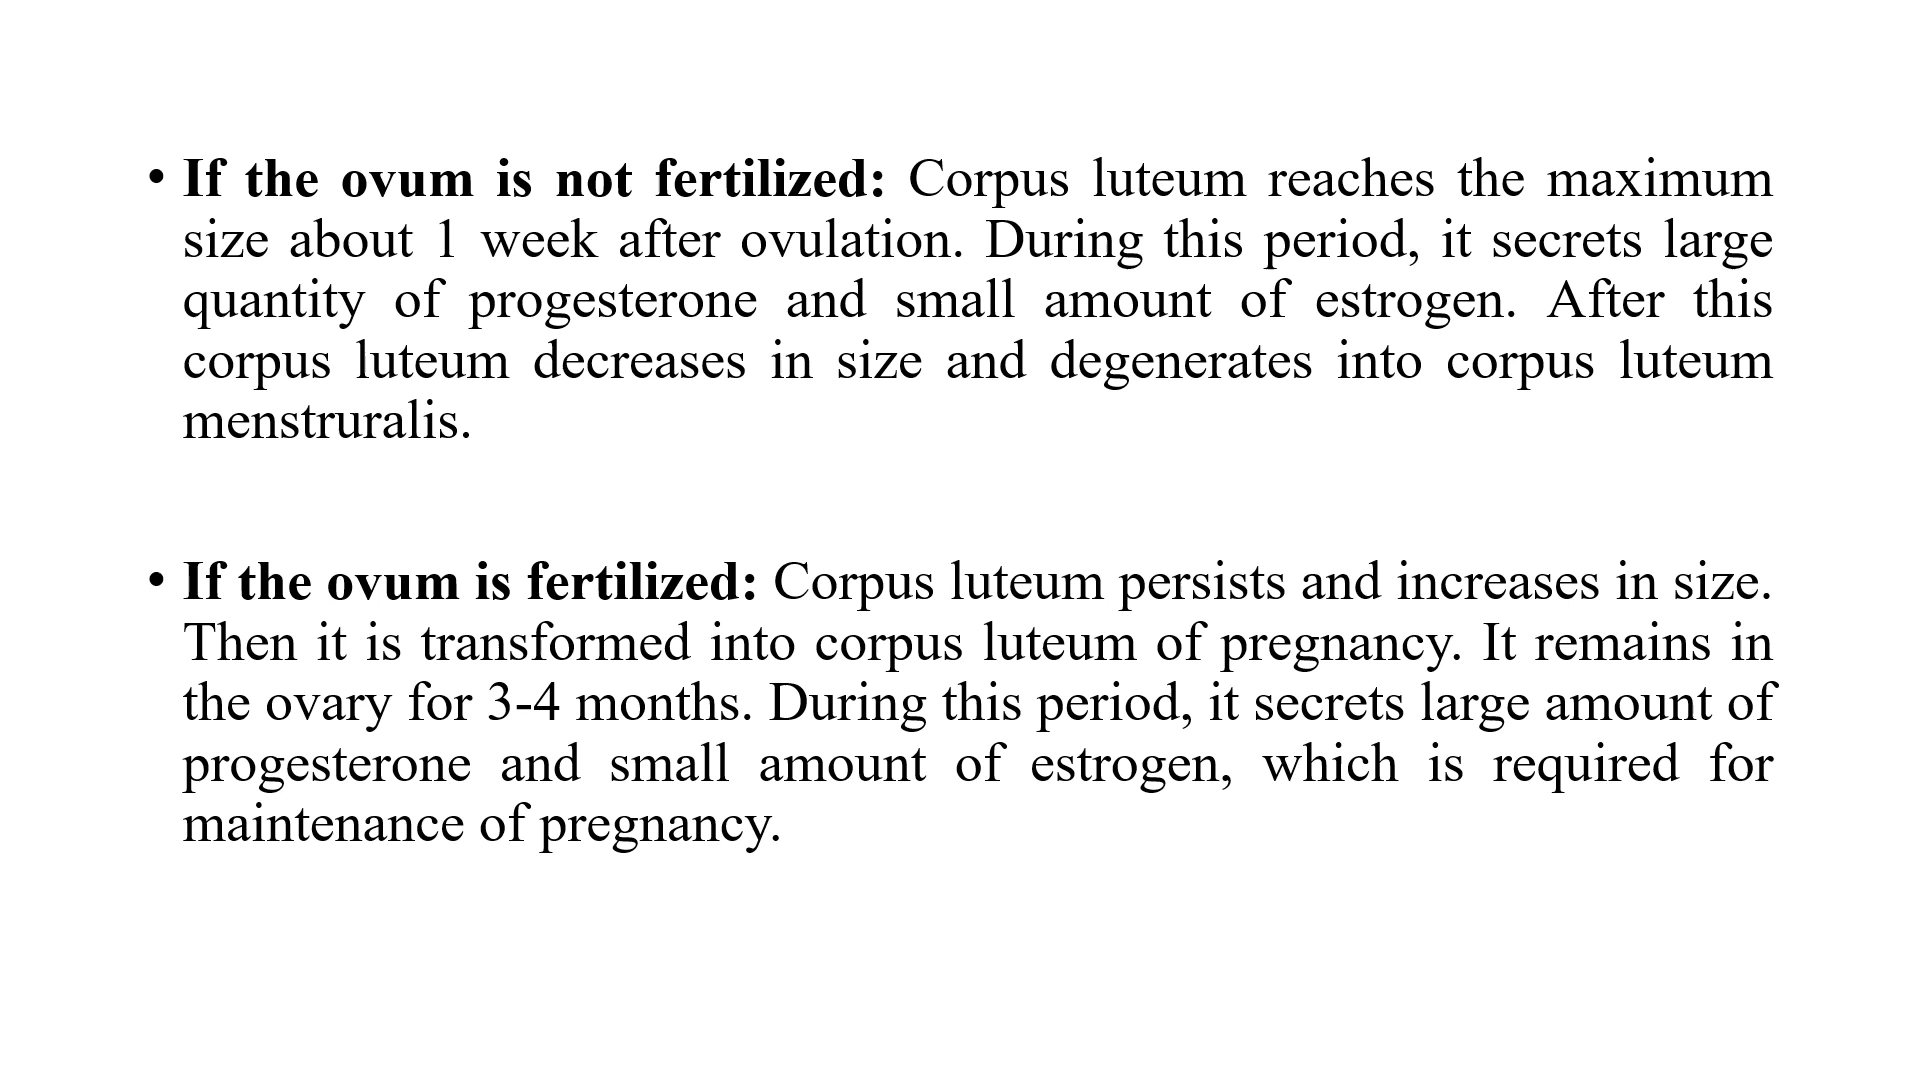 • If the ovum is not fertilized: Corpus luteum reaches the maximum
size about 1 week after ovulation. During this period, it secrets large
quantity of progesterone and small amount of estrogen. After this
corpus luteum decreases in size and degenerates into corpus luteum
menstruralis.
• If the ovum is fertilized: Corpus luteum persists and increases in size.
Then it is transformed into corpus luteum of pregnancy. It remains in
the ovary for 3-4 months. During this period, it secrets large amount of
progesterone and small amount of estrogen, which is required for
maintenance of pregnancy.